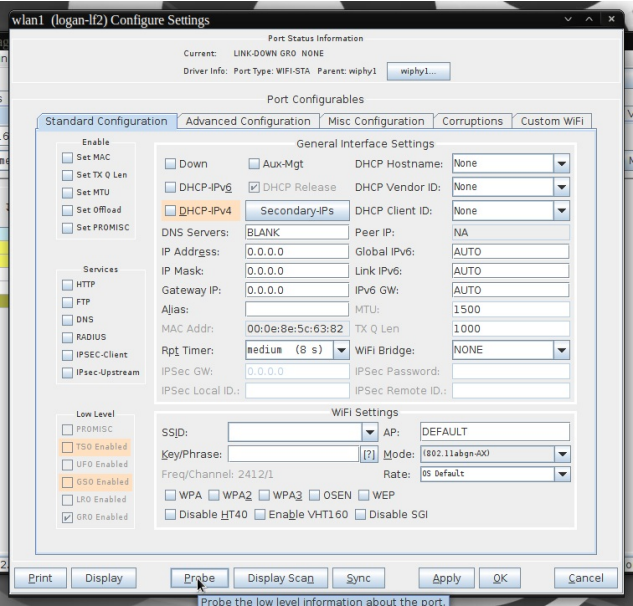 wlan1 (logan-lf2) Configure Settings
Port Status Information
Current: LINK-DOWN GRO NONE
Driver Info: Port Type: WIFI-STA Parent: wiphy1 wiphy1...
Port Configurables
Standard Configuration Advanced Configuration Misc Configuration Corruptions Custom WiFi
Enable
Set MAC
Set TX Q Len
Set MTU
Set Offload
Set PROMISC
Services
HTTP
FTP
DNS
RADIUS
IPSEC-Client
IPsec-Upstream
Low Level
PROMISC
TSO Enabled
UFO Enabled
GSO Enabled
LRO Enabled
GRO Enabled
General Interface Settings
Down Aux-Mgt DHCP Hostname: None
DHCP-IPv6 DHCP Release DHCP Vendor ID: None
DHCP-IPv4 Secondary-IPs DHCP Client ID: None
DNS Servers: BLANK Peer IP: NA
IP Address: 0.0.0.0 Global IPv6: AUTO
IP Mask: 0.0.0.0 Link IPv6: AUTO
Gateway IP: 0.0.0.0 IPv6 GW: AUTO
Alias: MTU: 1500
MAC Addr: 00:0e:8e:5c:63:82 TX Q Len 1000
Rpt Timer: medium (8 s) WiFi Bridge: NONE
IPSec GW: 0.0.0.0 IPSec Password:
IPSec Local ID.: IPSec Remote ID.:
WiFi Settings
SSID: AP: DEFAULT
Key/Phrase: [?] Mode: (802.11abgn-AX)
Freq/Channel: 2412/1 Rate: OS Default
WPA WPA2 WPA3 OSEN WEP
Disable HT40 Enable VHT160 Disable SGI
Print Display Probe Display Scan Sync Apply OK Cancel
Probe the low level information about the port.